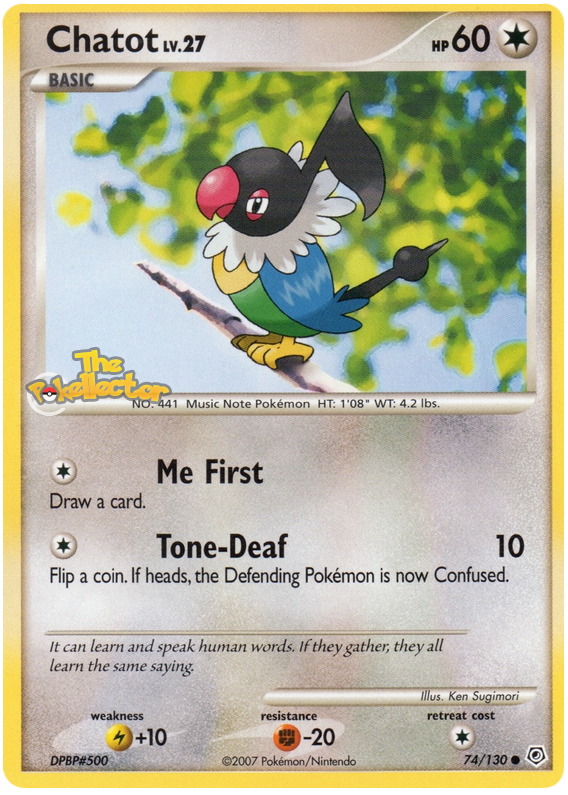 Chatot LV.27 HP 60
BASIC
The
Pokellector
NO. 441 Music Note Pokémon HT: 1'08" WT: 4.2 lbs.
Me First
Draw a card.
Tone-Deaf 10
Flip a coin. If heads, the Defending Pokémon is now Confused.
It can learn and speak human words. If they gather, they all
learn the same saying.
Illus. Ken Sugimori
weakness resistance retreat cost
+10 -20
DPBP#500 ©2007 Pokémon/Nintendo 74/130